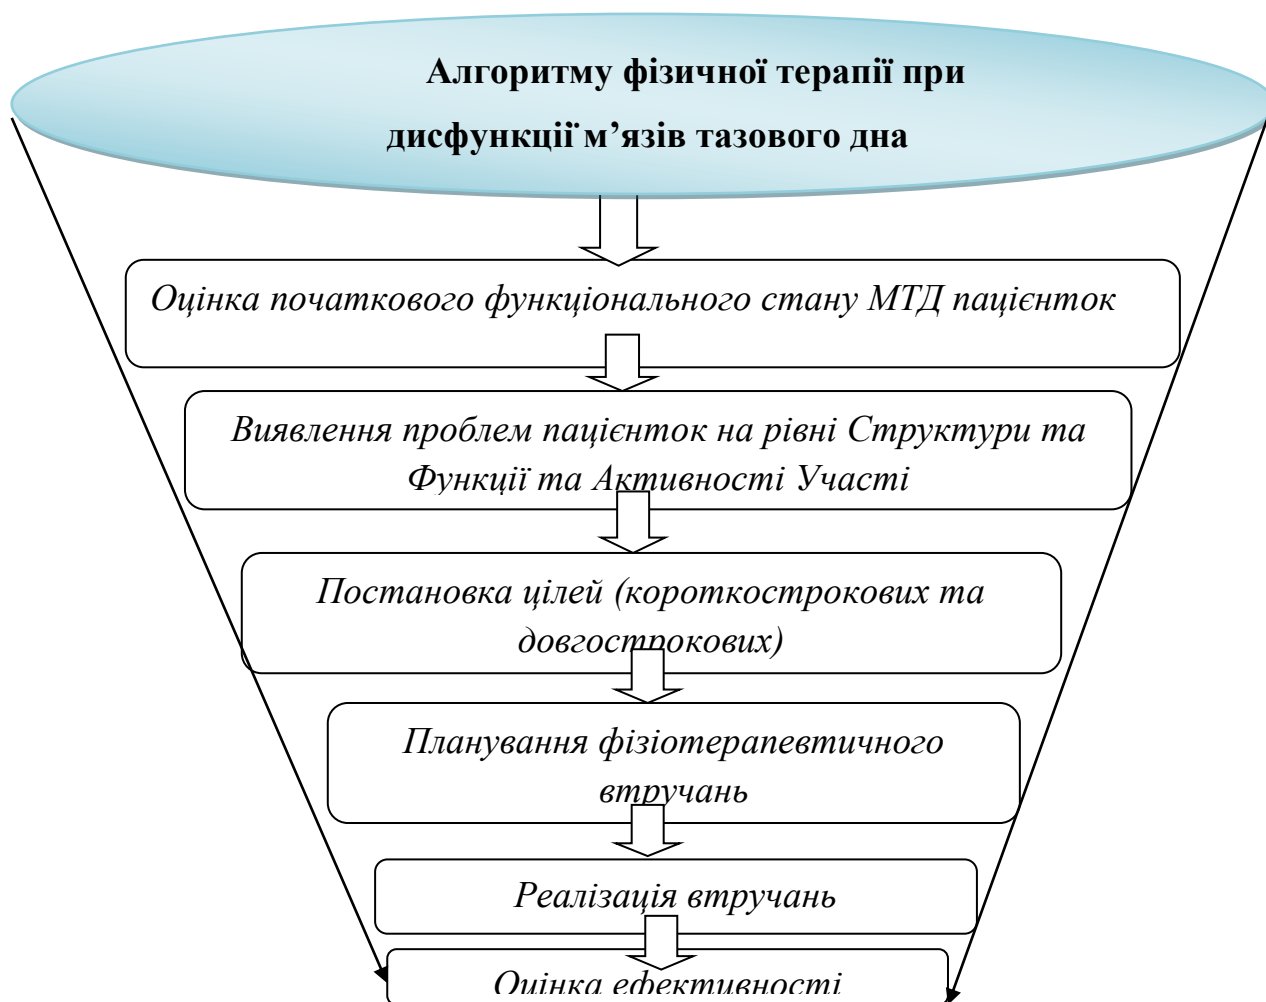 Алгоритму фізичної терапії при
дисфункції м’язів тазового дна
Оцінка початкового функціонального стану МТД пацієнток
Виявлення проблем пацієнток на рівні Структури та
Функції та Активності Участі
Постановка цілей (короткострокових та
довгострокових)
Планування фізіотерапевтичного
втручань
Реалізація втручань
Оцінка ефективності